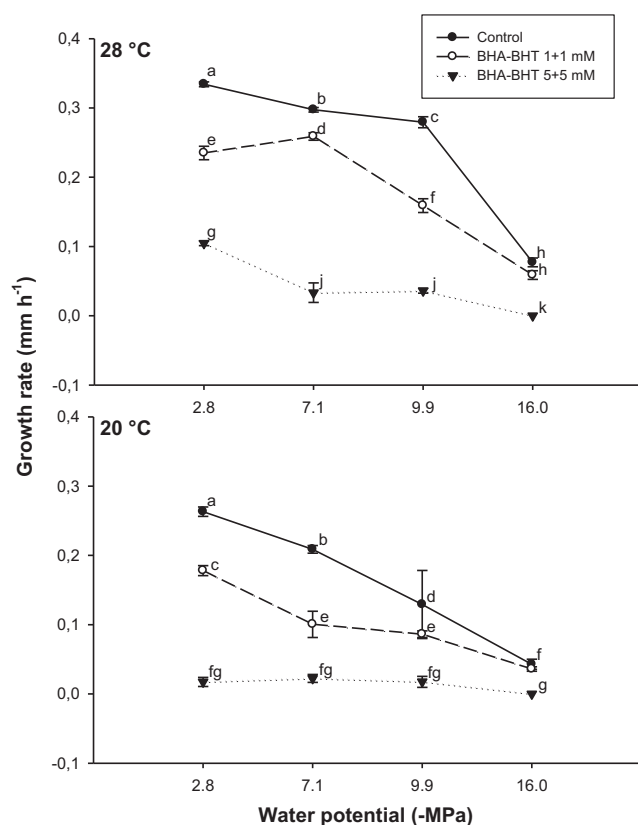 28 °C
Control
BHA-BHT 1+1 mM
BHA-BHT 5+5 mM
0,4
0,3
0,2
0,1
0,0
-0,1
a
b
c
e
d
f
g
h
h
j
j
k
2.8
7.1
9.9
16.0
Growth rate (mm h-1)
20 °C
0,4
0,3
0,2
0,1
0,0
-0,1
a
b
c
d
e
e
f
fg
fg
fg
g
2.8
7.1
9.9
16.0
Water potential (-MPa)